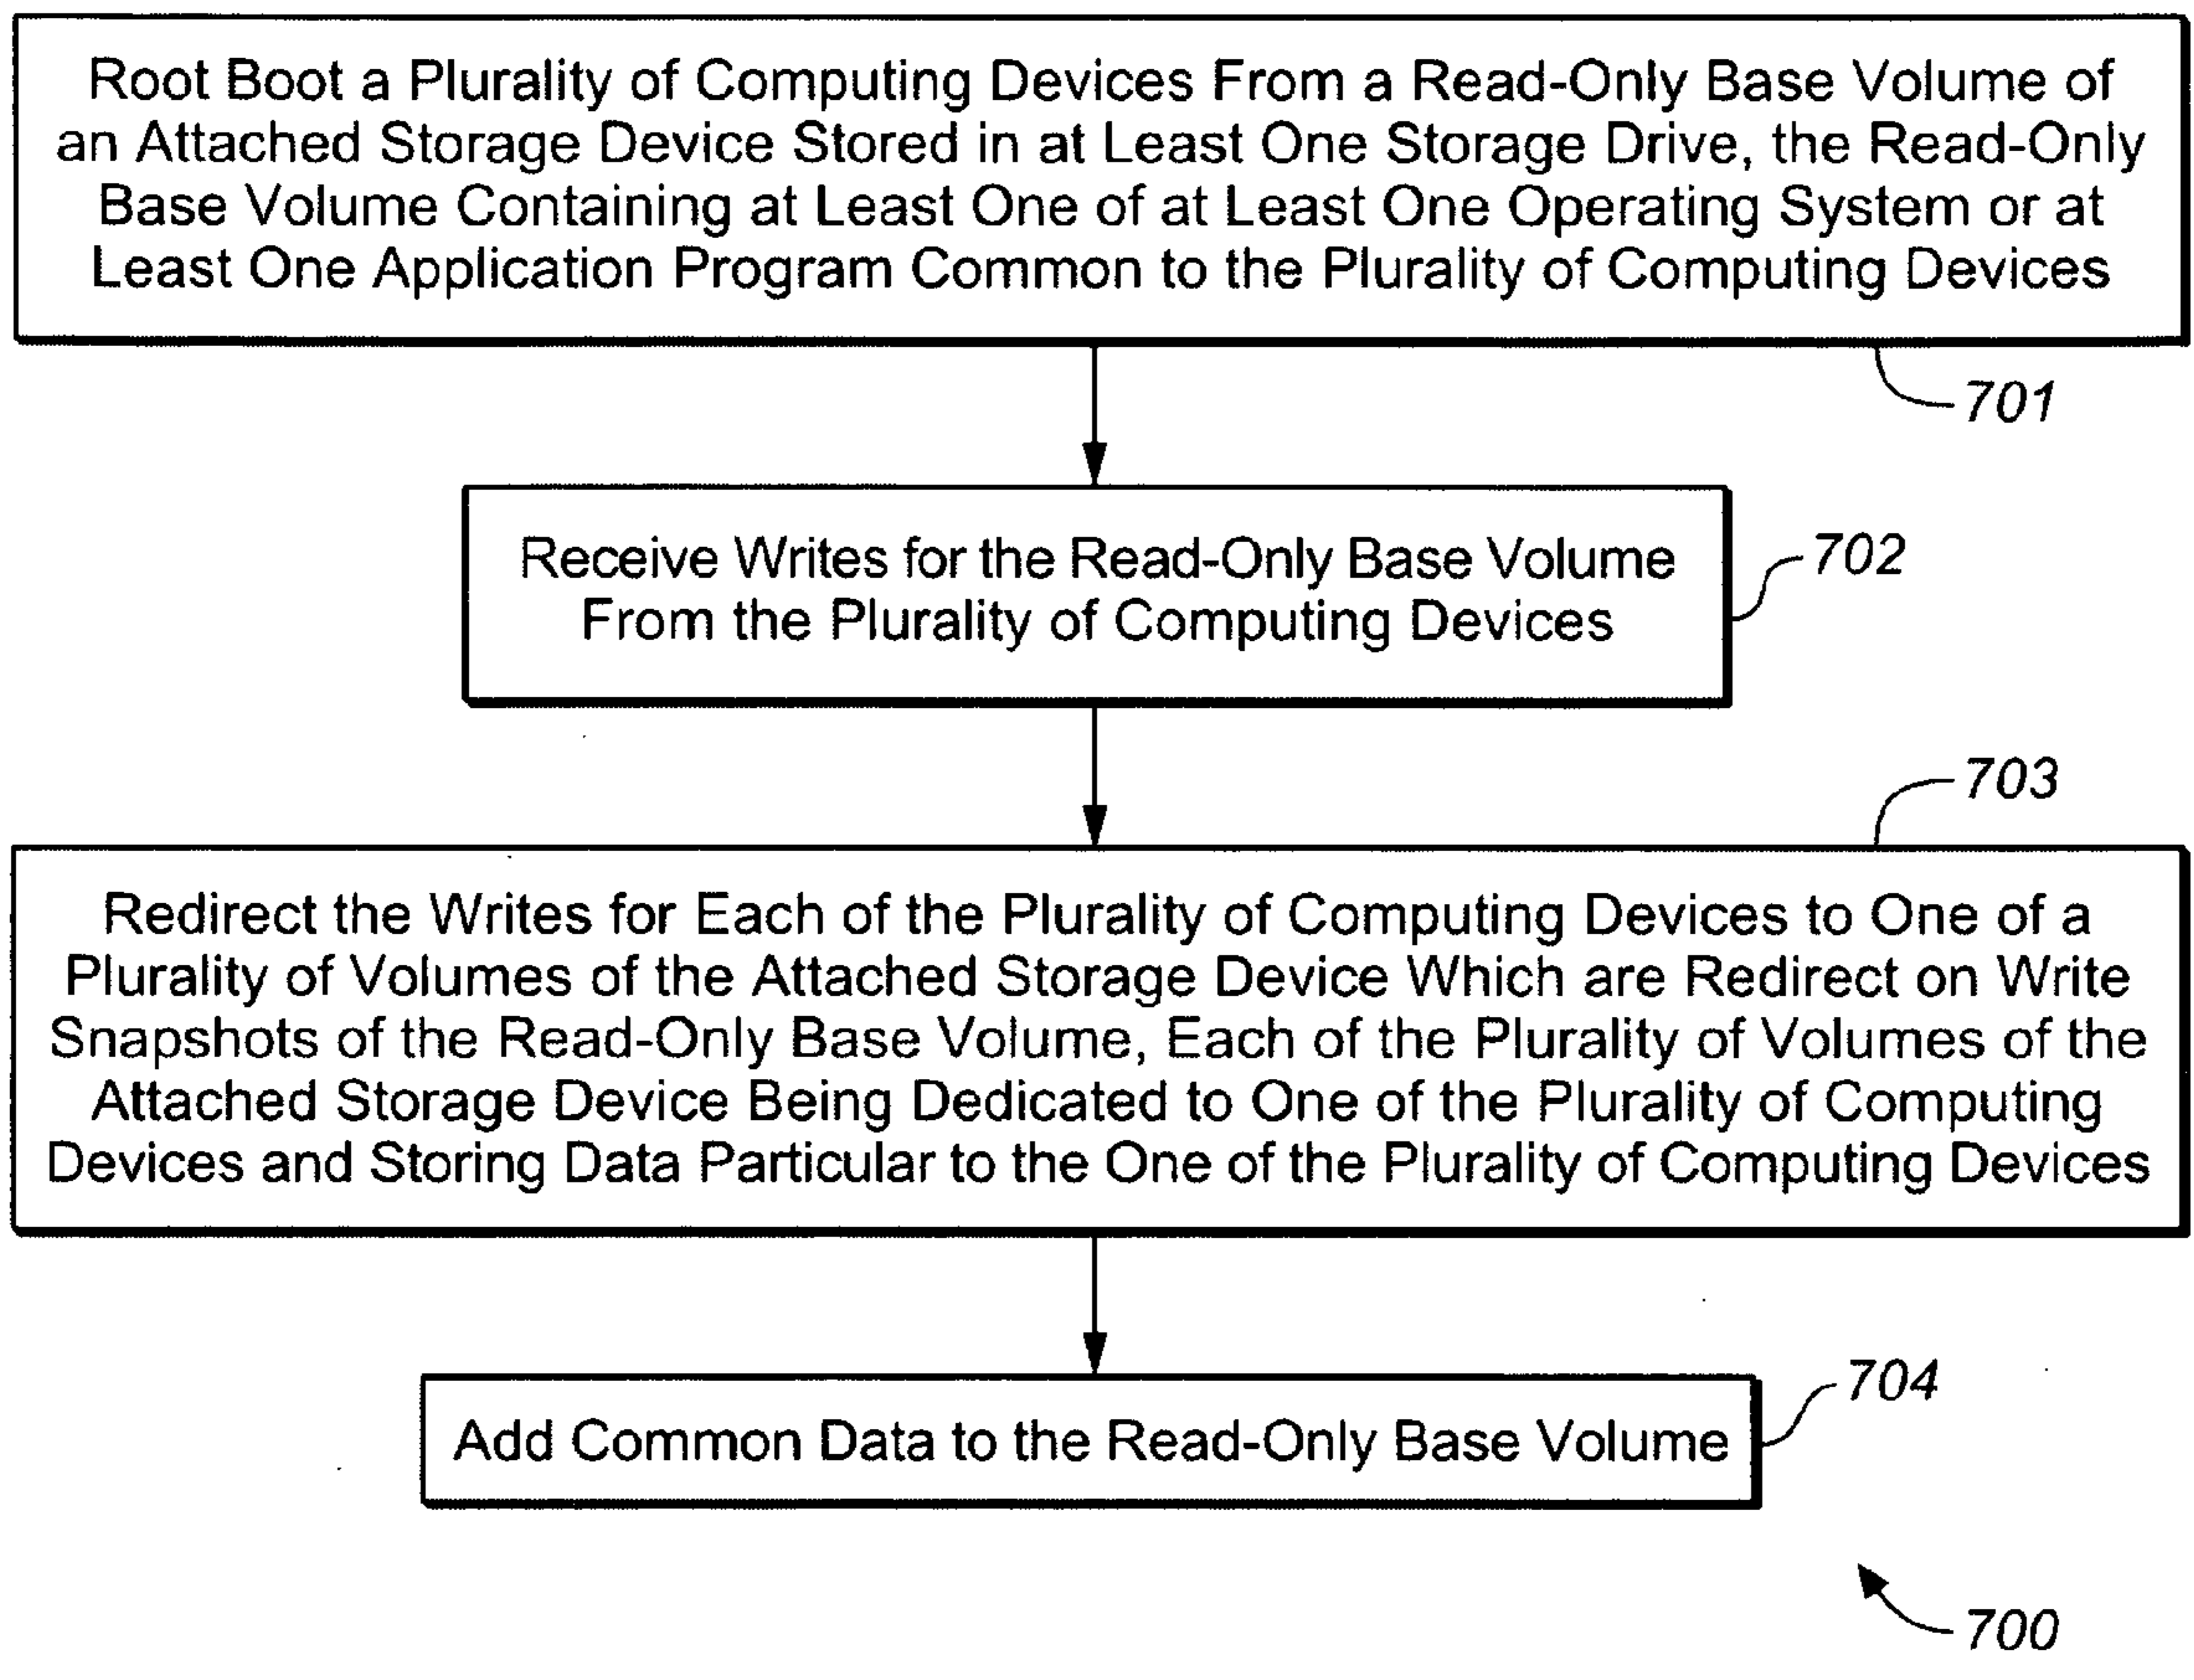 Root Boot a Plurality of Computing Devices From a Read-Only Base Volume of
an Attached Storage Device Stored in at Least One Storage Drive, the Read-Only
Base Volume Containing at Least One of at Least One Operating System or at
Least One Application Program Common to the Plurality of Computing Devices
701
Receive Writes for the Read-Only Base Volume
From the Plurality of Computing Devices
702
703
Redirect the Writes for Each of the Plurality of Computing Devices to One of a
Plurality of Volumes of the Attached Storage Device Which are Redirect on Write
Snapshots of the Read-Only Base Volume, Each of the Plurality of Volumes of the
Attached Storage Device Being Dedicated to One of the Plurality of Computing
Devices and Storing Data Particular to the One of the Plurality of Computing Devices
704
Add Common Data to the Read-Only Base Volume
700